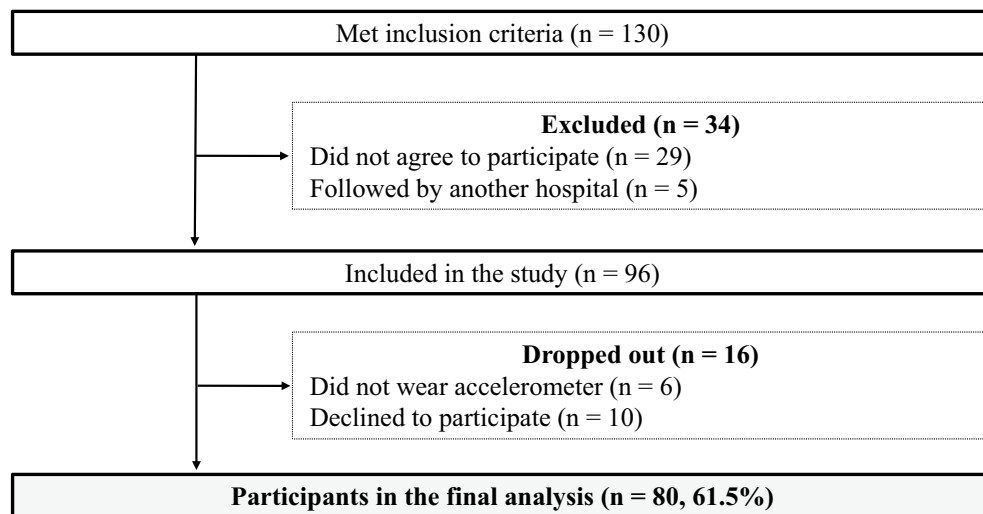 Met inclusion criteria (n = 130)
Excluded (n = 34)
Did not agree to participate (n = 29)
Followed by another hospital (n = 5)
Included in the study (n = 96)
Dropped out (n = 16)
Did not wear accelerometer (n = 6)
Declined to participate (n = 10)
Participants in the final analysis (n = 80, 61.5%)